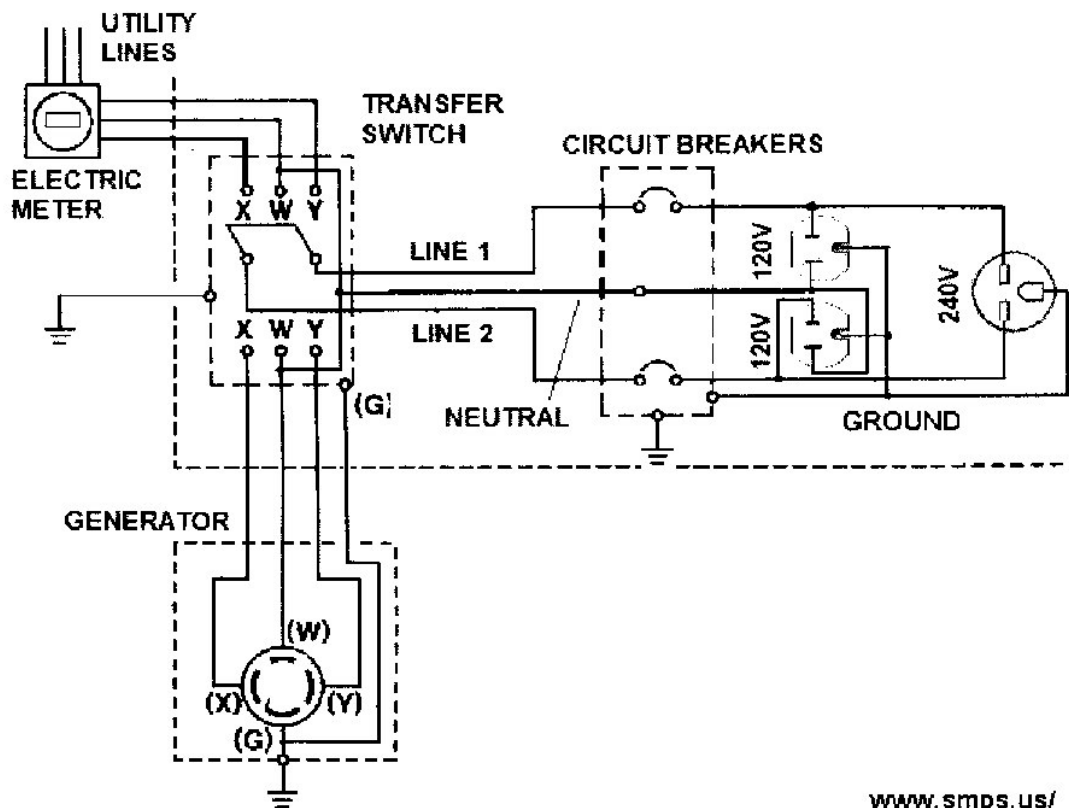 UTILITY
LINES
TRANSFER
SWITCH
CIRCUIT BREAKERS
ELECTRIC
METER
X W Y
LINE 1
120V
240V
X W Y
LINE 2
120V
(G)
NEUTRAL
GROUND
GENERATOR
(W)
(X)
(Y)
(G)
www.smps.us/